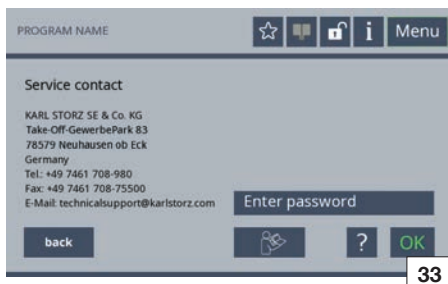 PROGRAM NAME
i Menu
Service contact
KARL STORZ SE & Co. KG
Take-Off-GewerbePark 83
78579 Neuhausen ob Eck
Germany
Tel.: +49 7461 708-980
Fax: +49 7461 708-75500
E-Mail: technicalsupport@karlstorz.com
Enter password
back ? OK
33